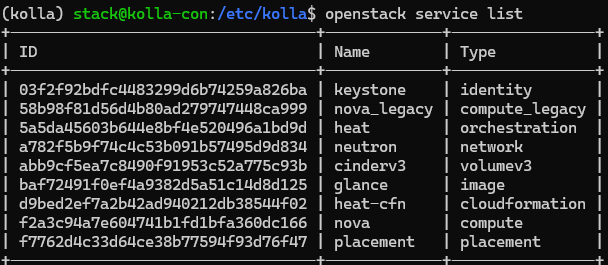 (kolla) stack@kolla-con:/etc/kolla$ openstack service list
+----------------------------------+-------------+----------------+
| ID | Name | Type |
+----------------------------------+-------------+----------------+
| 03f2f92bdfc4483299d6b74259a826ba | keystone | identity |
| 58b98f81d56d4b80ad279747448ca999 | nova_legacy | compute_legacy |
| 5a5da45603b644e8bf4e520496a1bd9d | heat | orchestration |
| a782f5b9f74c4c53b091b57495d9d834 | neutron | network |
| abb9cf5ea7c8490f91953c52a775c93b | cinderv3 | volumev3 |
| baf72491f0ef4a9382d5a51c14d8d125 | glance | image |
| d9bed2ef7a2b42ad940212db38544f02 | heat-cfn | cloudformation |
| f2a3c94a7e604741b1fd1bfa360dc166 | nova | compute |
| f7762d4c33d64ce38b77594f93d76f47 | placement | placement |
+----------------------------------+-------------+----------------+